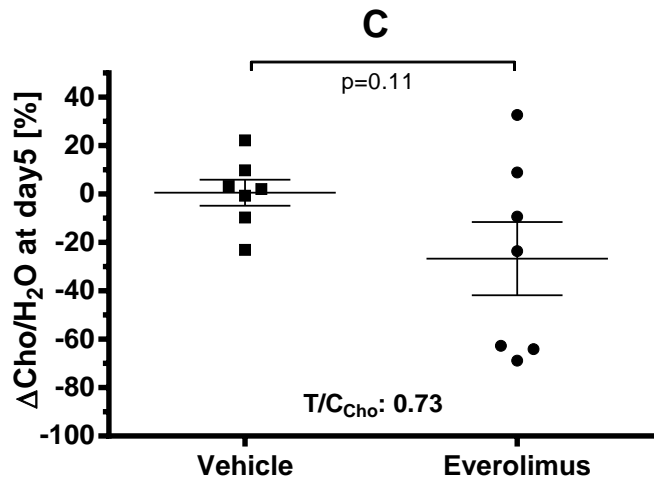 C
p=0.11
ΔCho/H₂O at day5 [%]
40
20
0
-20
-40
-60
-80
-100
T/C_Cho: 0.73
Vehicle
Everolimus